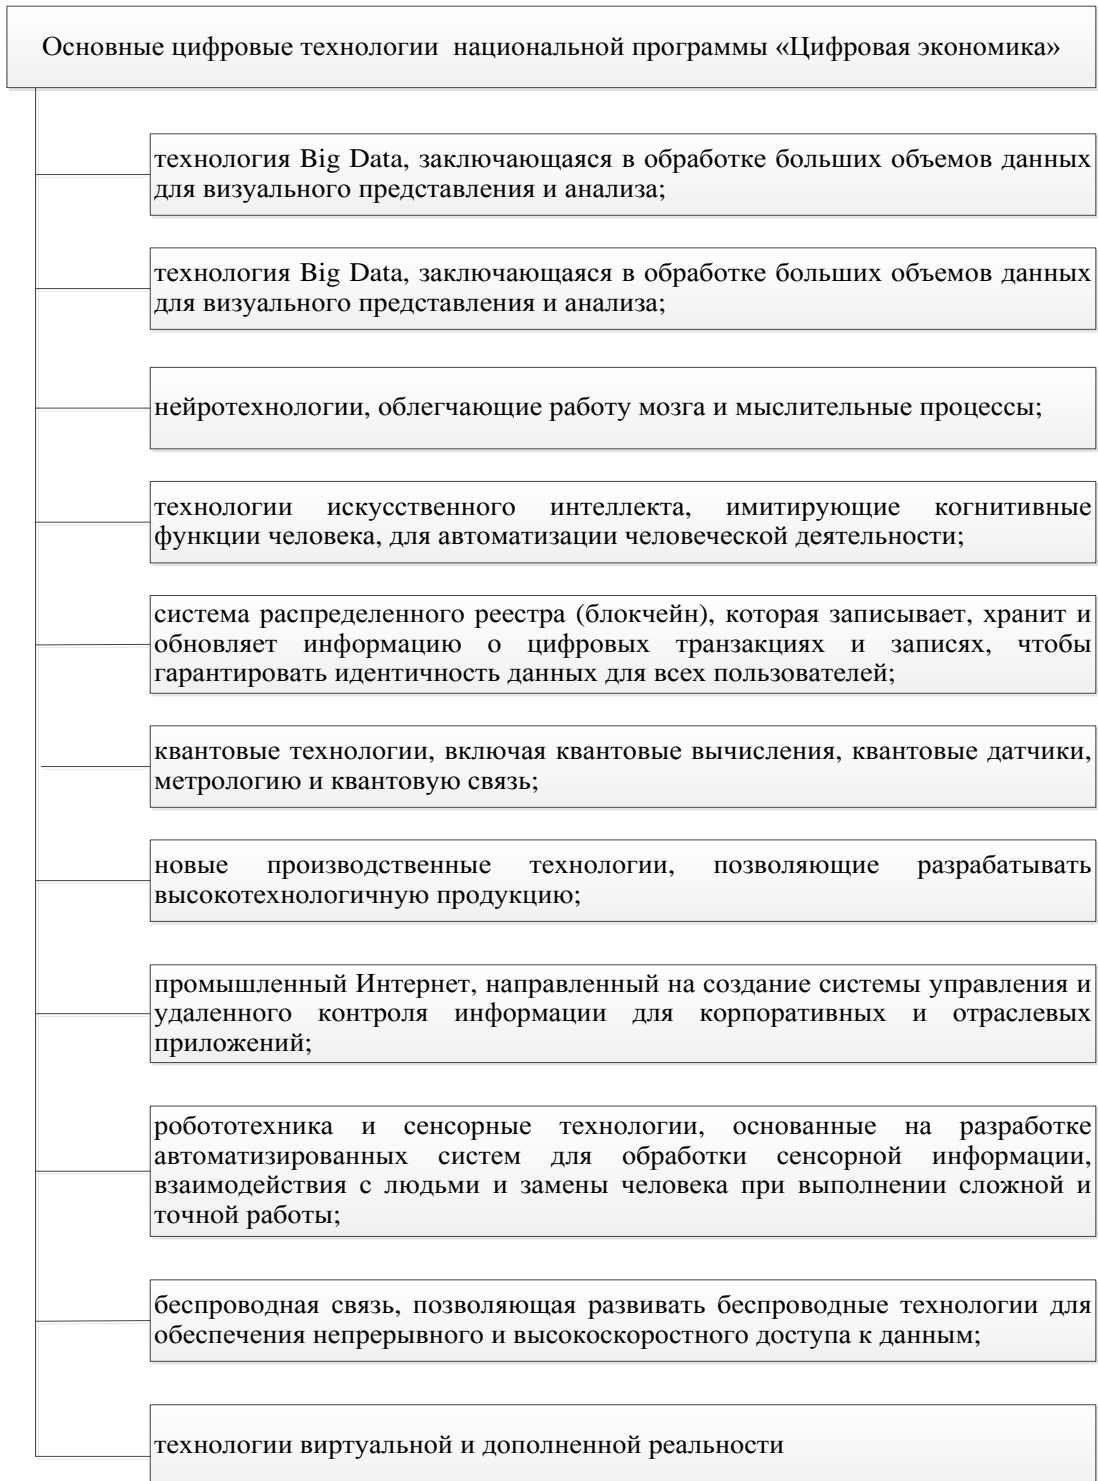 Основные цифровые технологии национальной программы «Цифровая экономика»
технология Big Data, заключающаяся в обработке больших объемов данных
для визуального представления и анализа;
технология Big Data, заключающаяся в обработке больших объемов данных
для визуального представления и анализа;
нейротехнологии, облегчающие работу мозга и мыслительные процессы;
технологии искусственного интеллекта, имитирующие когнитивные
функции человека, для автоматизации человеческой деятельности;
система распределенного реестра (блокчейн), которая записывает, хранит и
обновляет информацию о цифровых транзакциях и записях, чтобы
гарантировать идентичность данных для всех пользователей;
квантовые технологии, включая квантовые вычисления, квантовые датчики,
метрологию и квантовую связь;
новые производственные технологии, позволяющие разрабатывать
высокотехнологичную продукцию;
промышленный Интернет, направленный на создание системы управления и
удаленного контроля информации для корпоративных и отраслевых
приложений;
робототехника и сенсорные технологии, основанные на разработке
автоматизированных систем для обработки сенсорной информации,
взаимодействия с людьми и замены человека при выполнении сложной и
точной работы;
беспроводная связь, позволяющая развивать беспроводные технологии для
обеспечения непрерывного и высокоскоростного доступа к данным;
технологии виртуальной и дополненной реальности